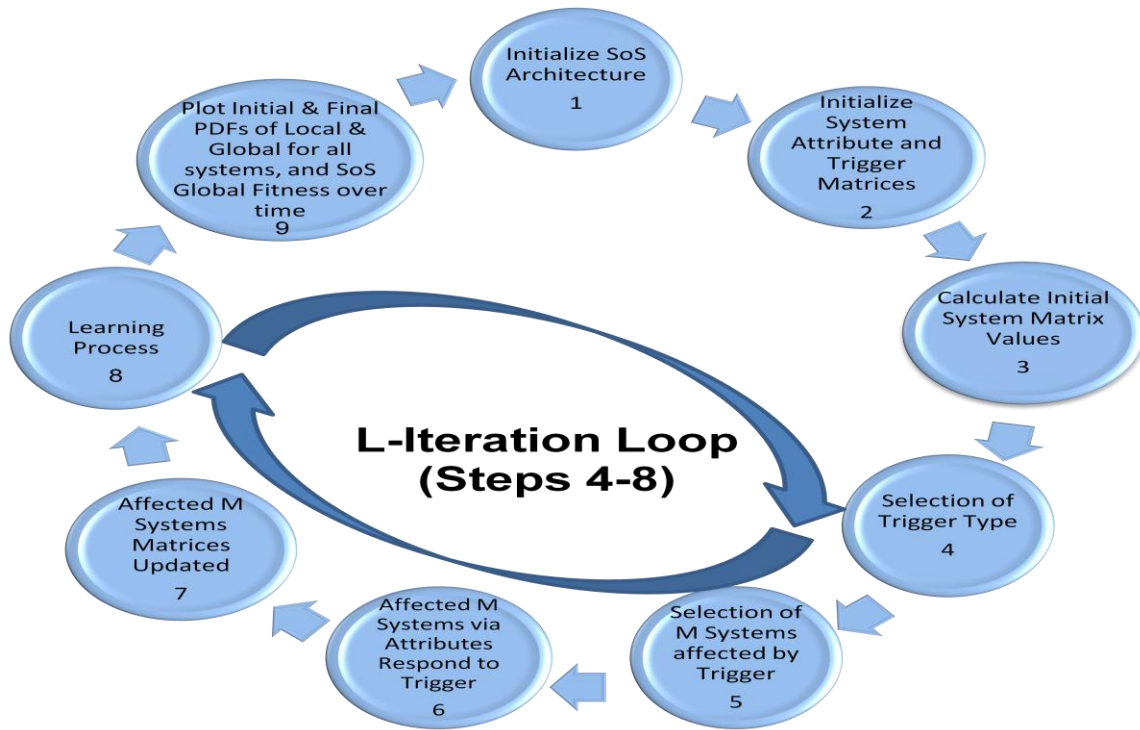 Initialize SoS
Architecture
1
Initialize
System
Attribute and
Trigger
Matrices
2
Calculate Initial
System Matrix
Values
3
Selection of
Trigger Type
4
Selection of
M Systems
affected by
Trigger
5
Affected M
Systems via
Attributes
Respond to
Trigger
6
Affected M
Systems
Matrices
Updated
7
Learning
Process
8
Plot Initial & Final
PDFs of Local &
Global for all
systems, and SoS
Global Fitness over
time
9
L-Iteration Loop
(Steps 4-8)